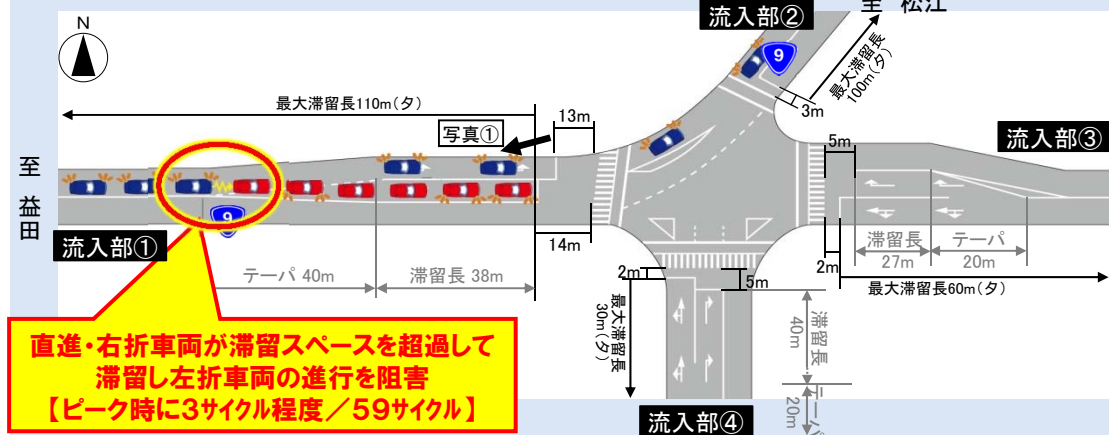 N
流入部②
至 松江
9
最大滞留長
100m(夕)
3m
最大滞留長110m(夕)
13m
写真①
5m
流入部③
至
益
田
9
流入部①
14m
テーパ 40m
滞留長 38m
2m
5m
最大滞留長
30m(夕)
滞留長
27m
テーパ
20m
2m
最大滞留長60m(夕)
滞留長
40m
テーパ
20m
流入部④
直進・右折車両が滞留スペースを超過して
滞留し左折車両の進行を阻害
【ピーク時に3サイクル程度/59サイクル】